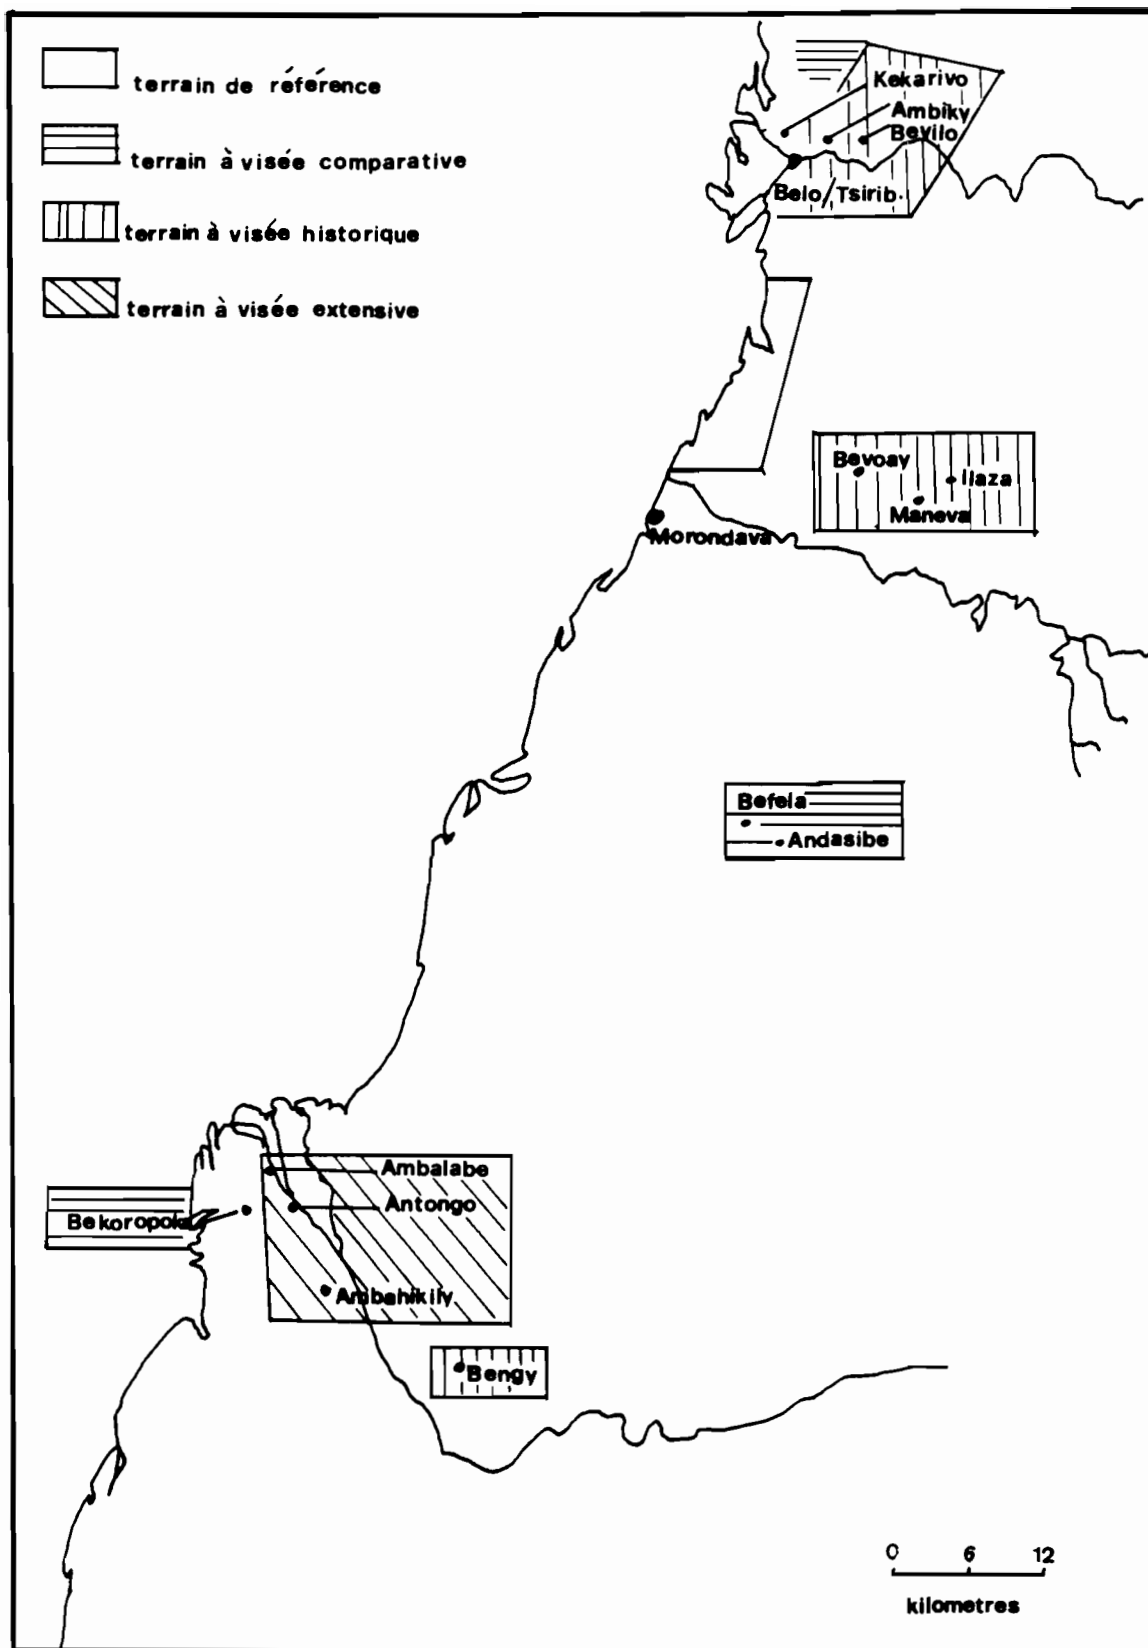 terrain de référence
terrain à visée comparative
terrain à visée historique
terrain à visée extensive
Kekarivo
Ambiky
Bevilo
Belo/Tsirib.
Bevoay
Ilaza
Maneva
Morondava
Befela
Andasibe
Ambalabe
Antongo
Bekoropoka
Ambahikily
Bengy
0 6 12
kilometres